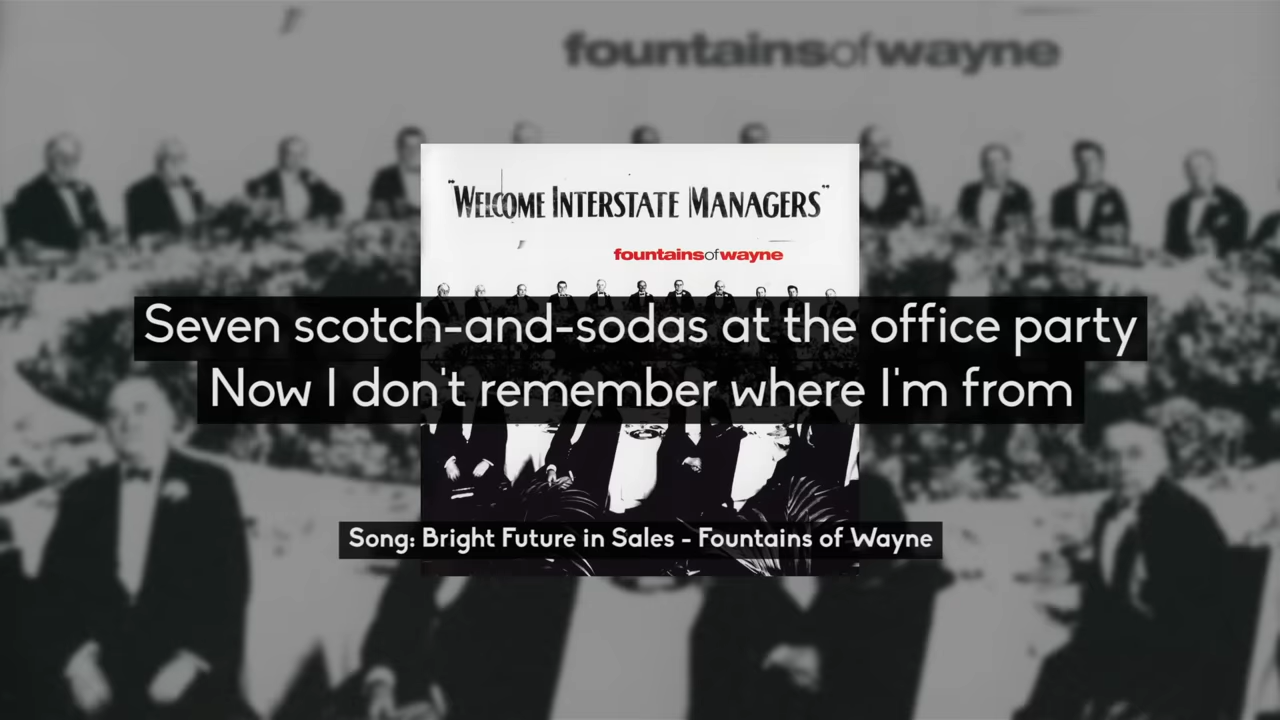 fountainsofwayne
"WELCOME INTERSTATE MANAGERS"
fountainsofwayne
Seven scotch-and-sodas at the office party
Now I don't remember where I'm from
Song: Bright Future in Sales - Fountains of Wayne